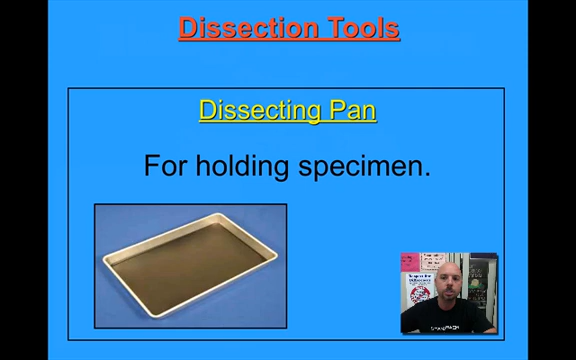 Dissection Tools
Dissecting Pan
For holding specimen.